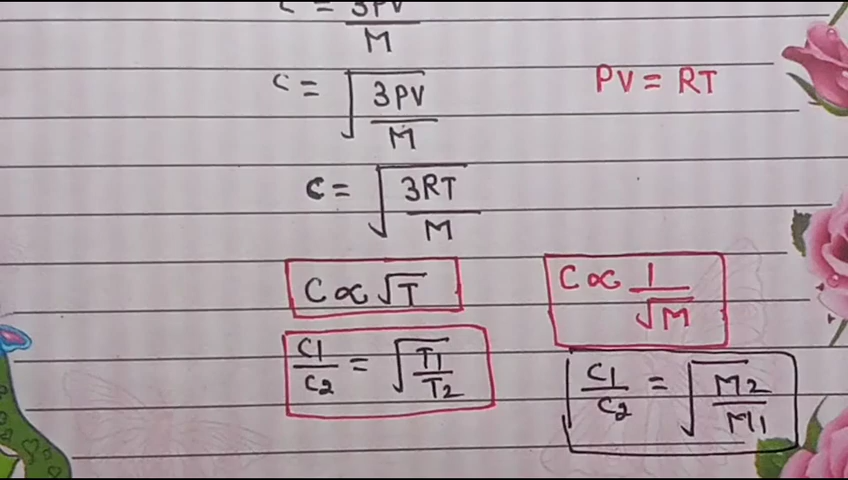 C = 3PV/M
C = √(3PV/M)    PV = RT
C = √(3RT/M)
C ∝ √T    C ∝ 1/√M
C1/C2 = √(T1/T2)    C1/C2 = √(M2/M1)